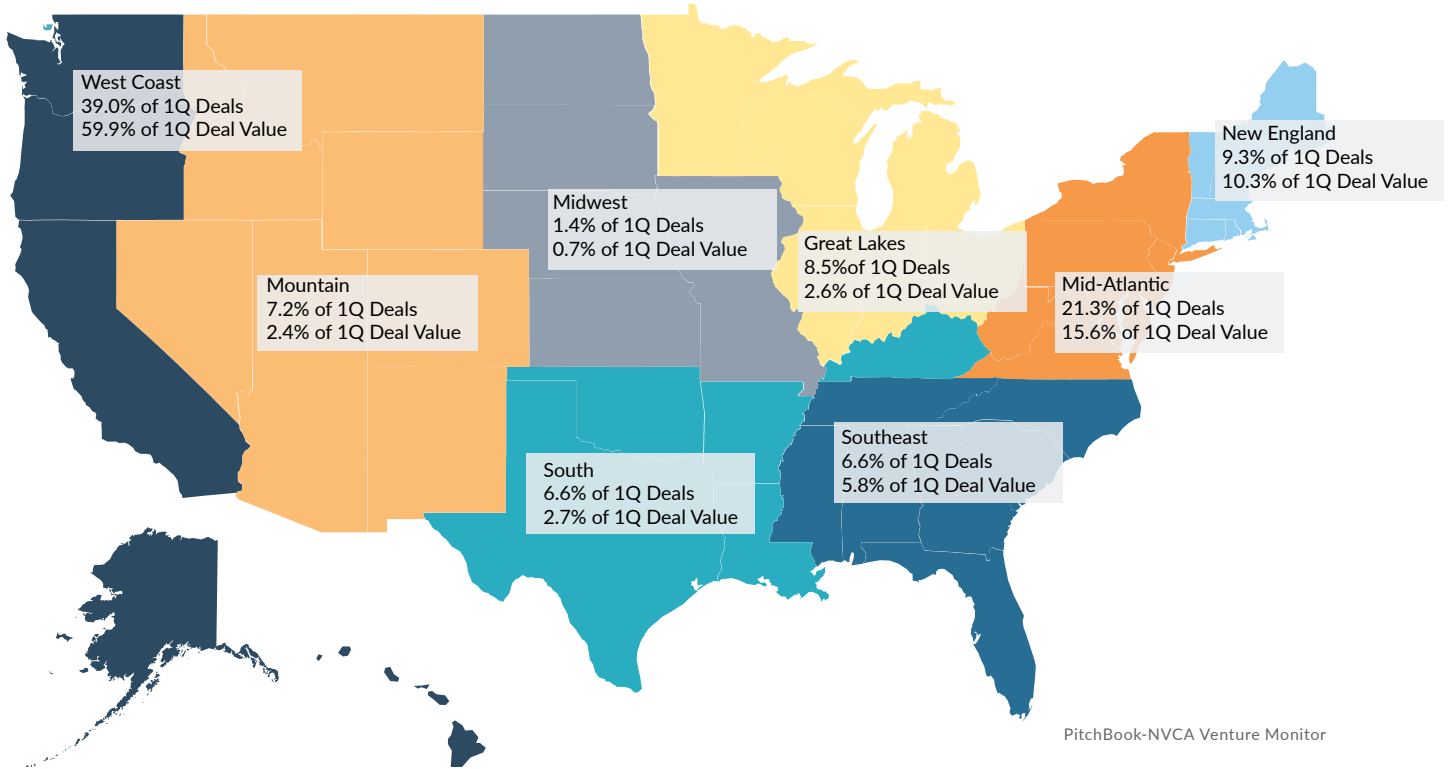 West Coast
39.0% of 1Q Deals
59.9% of 1Q Deal Value
Mountain
7.2% of 1Q Deals
2.4% of 1Q Deal Value
Midwest
1.4% of 1Q Deals
0.7% of 1Q Deal Value
Great Lakes
8.5%of 1Q Deals
2.6% of 1Q Deal Value
New England
9.3% of 1Q Deals
10.3% of 1Q Deal Value
Mid-Atlantic
21.3% of 1Q Deals
15.6% of 1Q Deal Value
South
6.6% of 1Q Deals
2.7% of 1Q Deal Value
Southeast
6.6% of 1Q Deals
5.8% of 1Q Deal Value
PitchBook-NVCA Venture Monitor